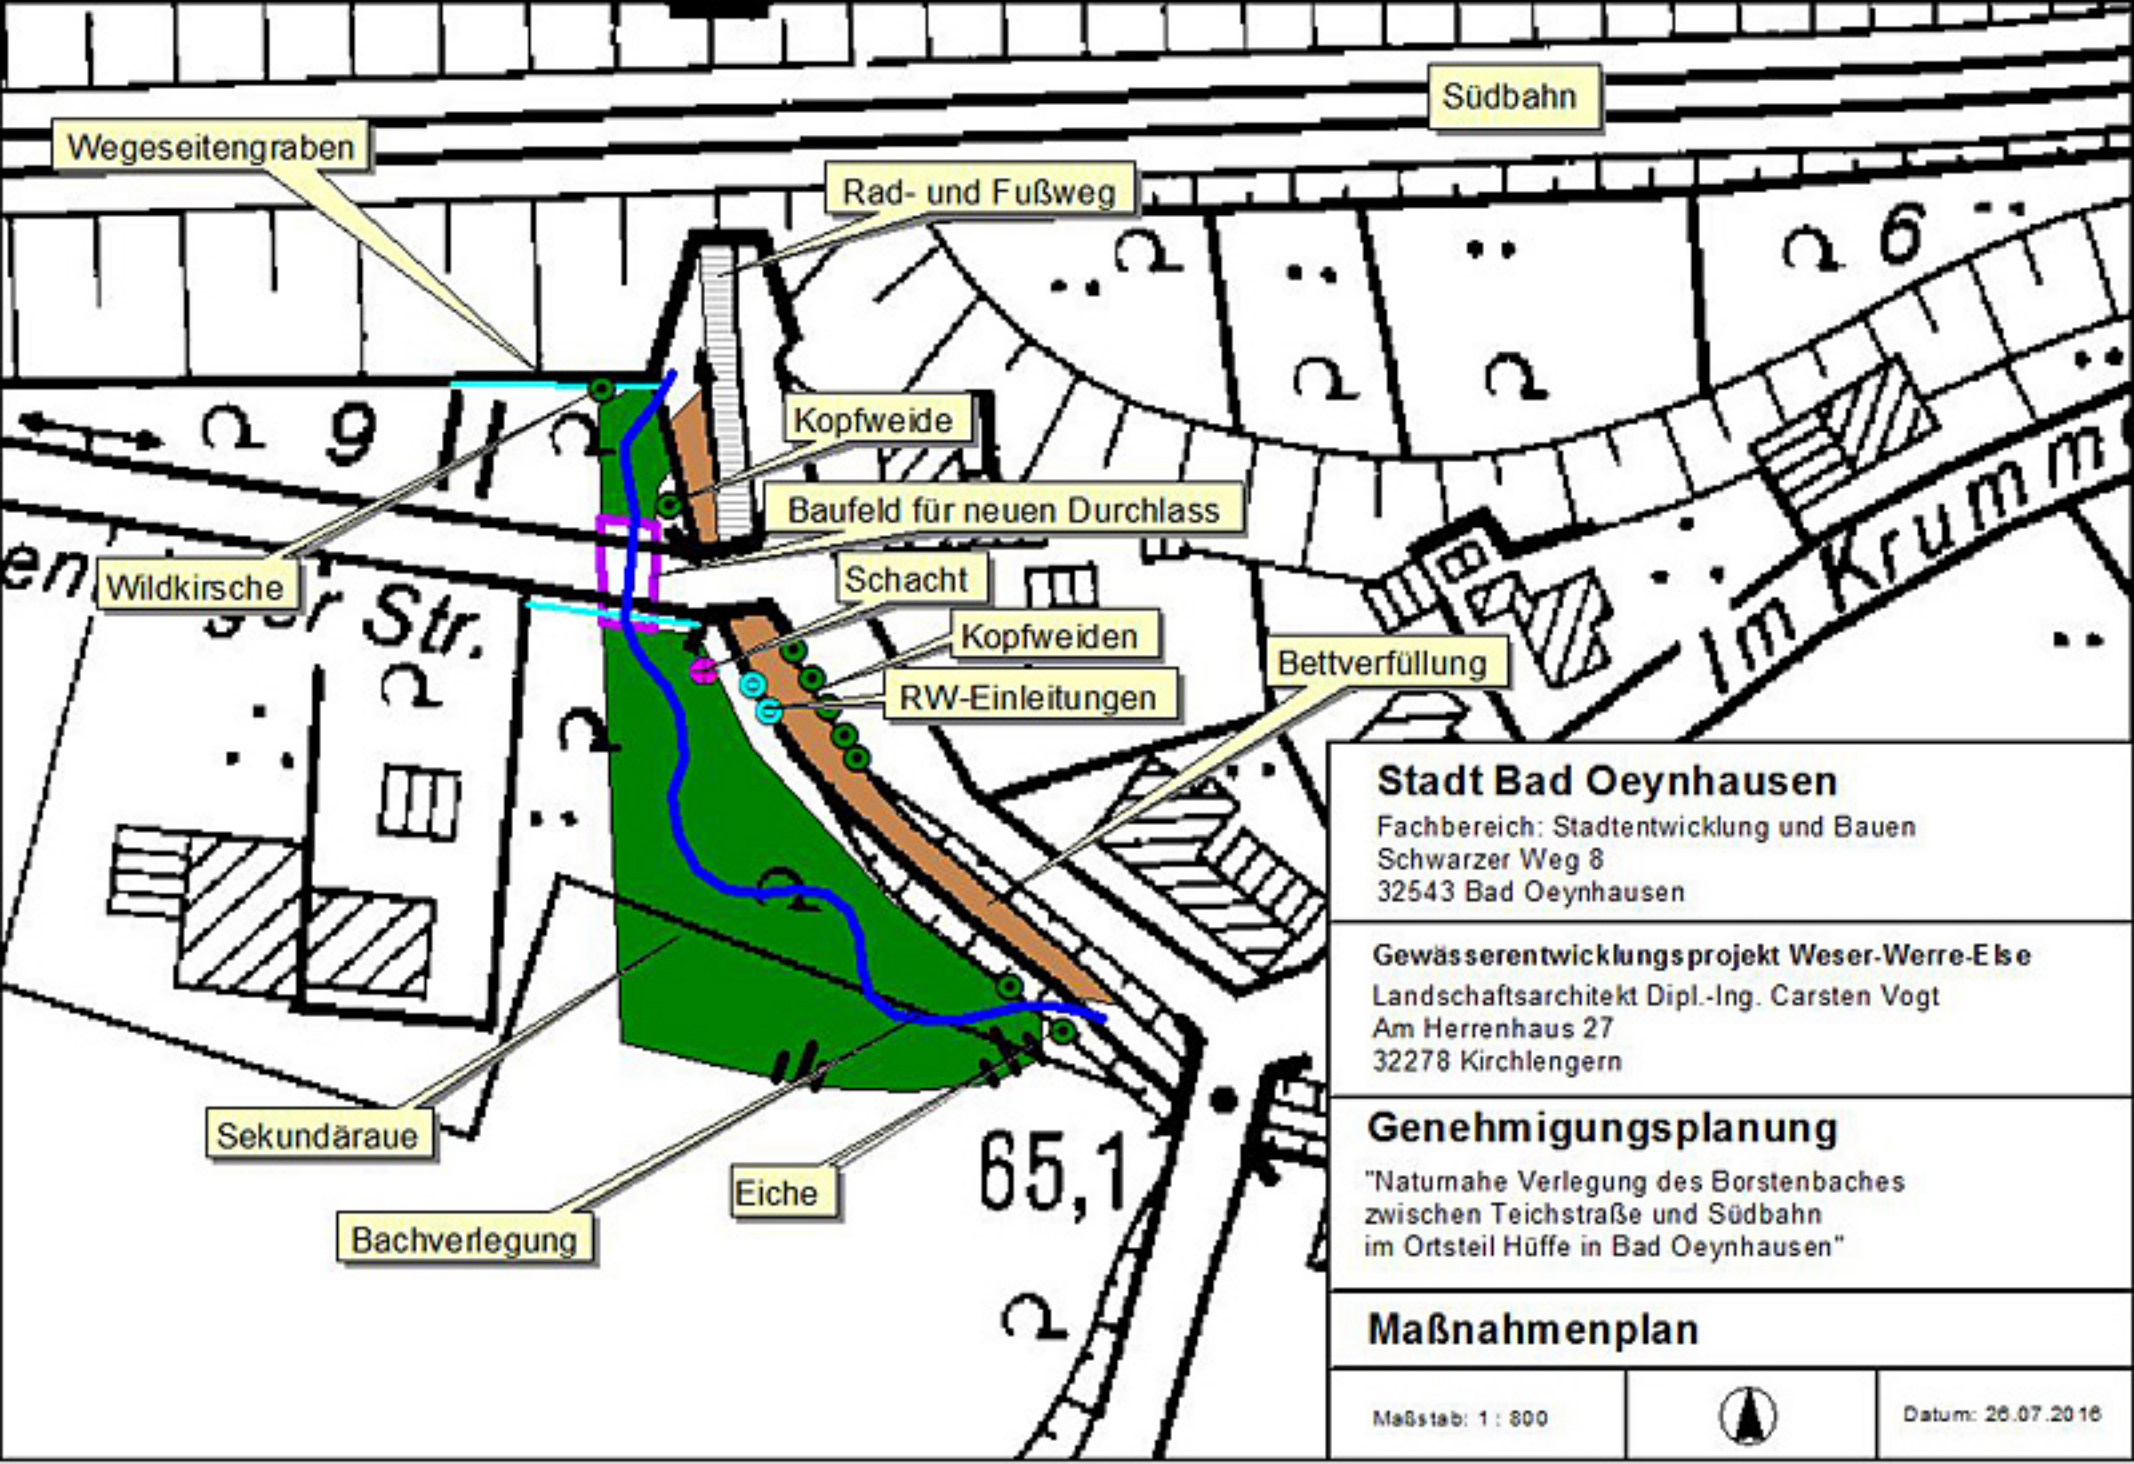 Südbahn
Wegeseitengraben
Rad- und Fußweg
6
9
Kopfweide
Baufeld für neuen Durchlass
Schacht
Wildkirsche
Str.
Kopfweiden
RW-Einleitungen
Bettverfüllung
Im Krumm
Sekundäraue
Bachverlegung
Eiche
65,1
Stadt Bad Oeynhausen
Fachbereich: Stadtentwicklung und Bauen
Schwarzer Weg 8
32543 Bad Oeynhausen
Gewässerentwicklungsprojekt Weser-Werre-Else
Landschaftsarchitekt Dipl.-Ing. Carsten Vogt
Am Herrenhaus 27
32278 Kirchlengern
Genehmigungsplanung
"Naturnahe Verlegung des Borstenbaches
zwischen Teichstraße und Südbahn
im Ortsteil Hüffe in Bad Oeynhausen"
Maßnahmenplan
Maßstab: 1 : 800
Datum: 26.07.2016